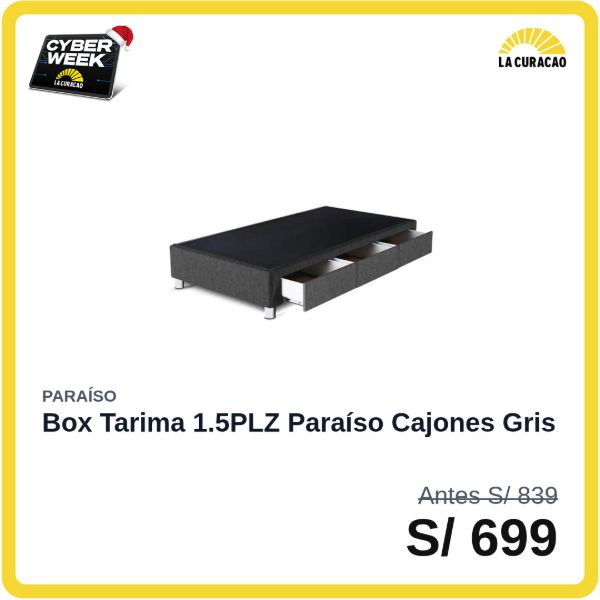 CYBER
WEEK
LA CURACAO
LA CURACAO
PARAÍSO
Box Tarima 1.5PLZ Paraíso Cajones Gris
Antes S/ 839
S/ 699